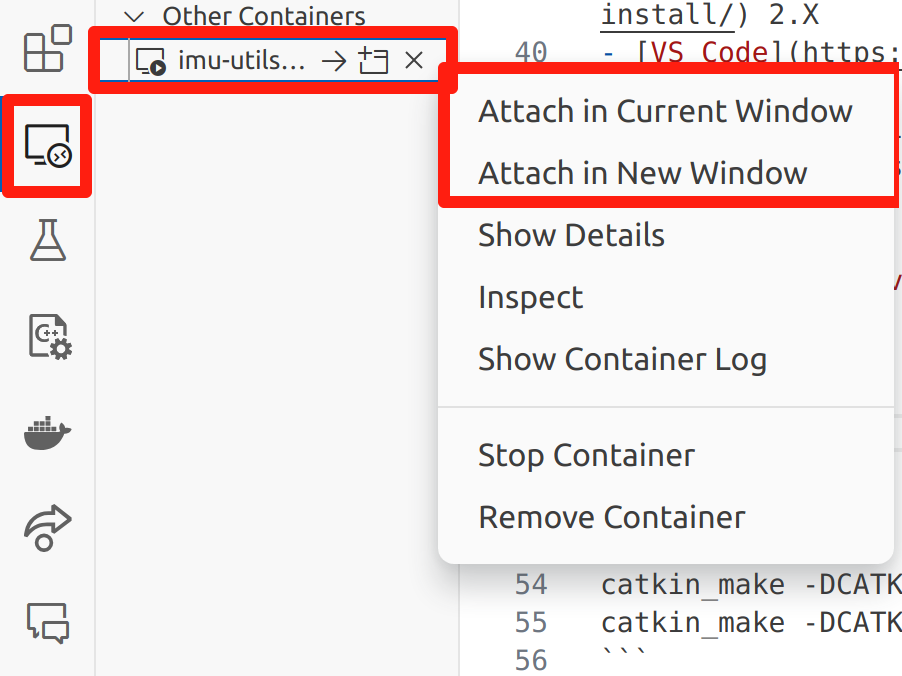 Other Containers
imu-utils...
install/) 2.X
40
- [VS Code](https:
Attach in Current Window
Attach in New Window
Show Details
Inspect
Show Container Log
Stop Container
Remove Container
54 catkin_make -DCATK
55 catkin_make -DCATK
56 ```
C++